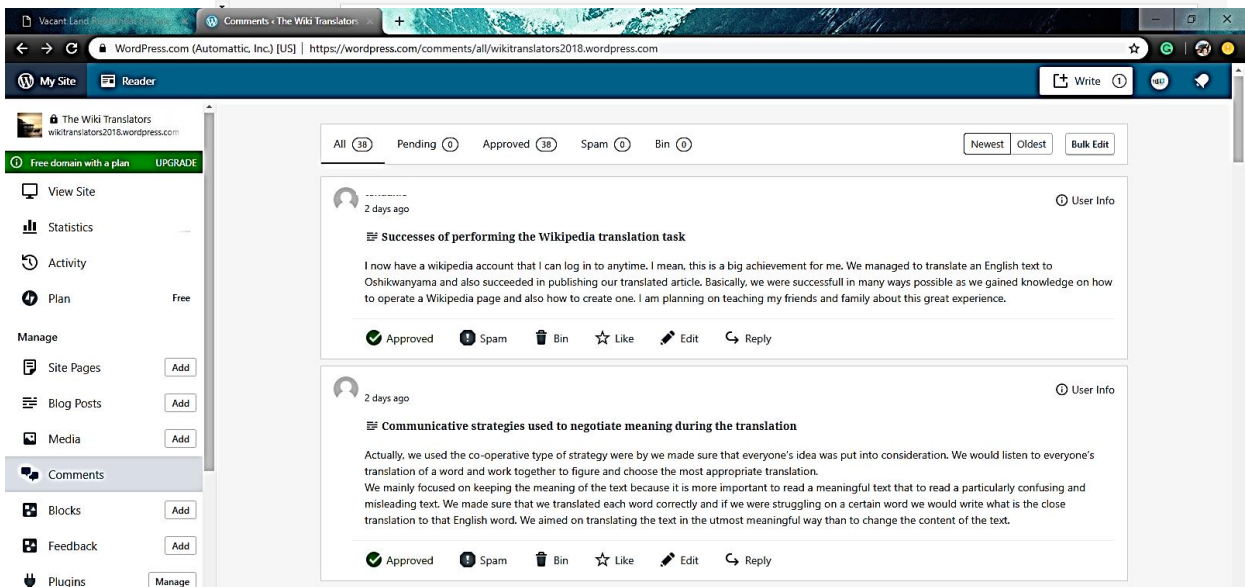 Vacant Land
Comments ‹ The Wiki Translators
WordPress.com (Automattic, Inc.) [US] | https://wordpress.com/comments/all/wikitranslators2018.wordpress.com
My Site Reader Write 1
The Wiki Translators
wikitranslators2018.wordpress.com
Free domain with a plan UPGRADE
View Site
Statistics
Activity
Plan Free
Manage
Site Pages Add
Blog Posts Add
Media Add
Comments
Blocks Add
Feedback Add
Plugins Manage
All 38 Pending 0 Approved 38 Spam 0 Bin 0 Newest Oldest Bulk Edit
2 days ago
User Info
Successes of performing the Wikipedia translation task
I now have a wikipedia account that I can log in to anytime. I mean, this is a big achievement for me. We managed to translate an English text to
Oshikwanyama and also succeeded in publishing our translated article. Basically, we were successfull in many ways possible as we gained knowledge on how
to operate a Wikipedia page and also how to create one. I am planning on teaching my friends and family about this great experience.
Approved Spam Bin Like Edit Reply
2 days ago
User Info
Communicative strategies used to negotiate meaning during the translation
Actually, we used the co-operative type of strategy were by we made sure that everyone's idea was put into consideration. We would listen to everyone's
translation of a word and work together to figure and choose the most appropriate translation.
We mainly focused on keeping the meaning of the text because it is more important to read a meaningful text that to read a particularly confusing and
misleading text. We made sure that we translated each word correctly and if we were struggling on a certain word we would write what is the close
translation to that English word. We aimed on translating the text in the utmost meaningful way than to change the content of the text.
Approved Spam Bin Like Edit Reply